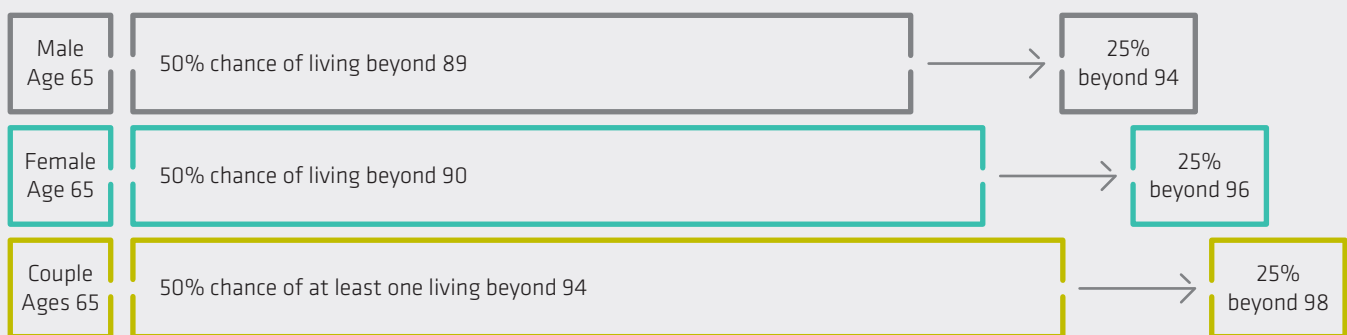 Male
Age 65
50% chance of living beyond 89
25%
beyond 94
Female
Age 65
50% chance of living beyond 90
25%
beyond 96
Couple
Ages 65
50% chance of at least one living beyond 94
25%
beyond 98